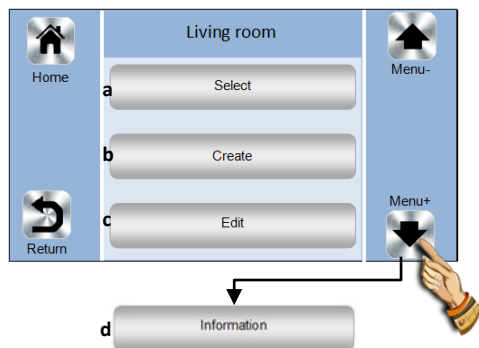 Living room
Home
Menu-
a
Select
b
Create
c
Edit
Menu+
Return
d
Information